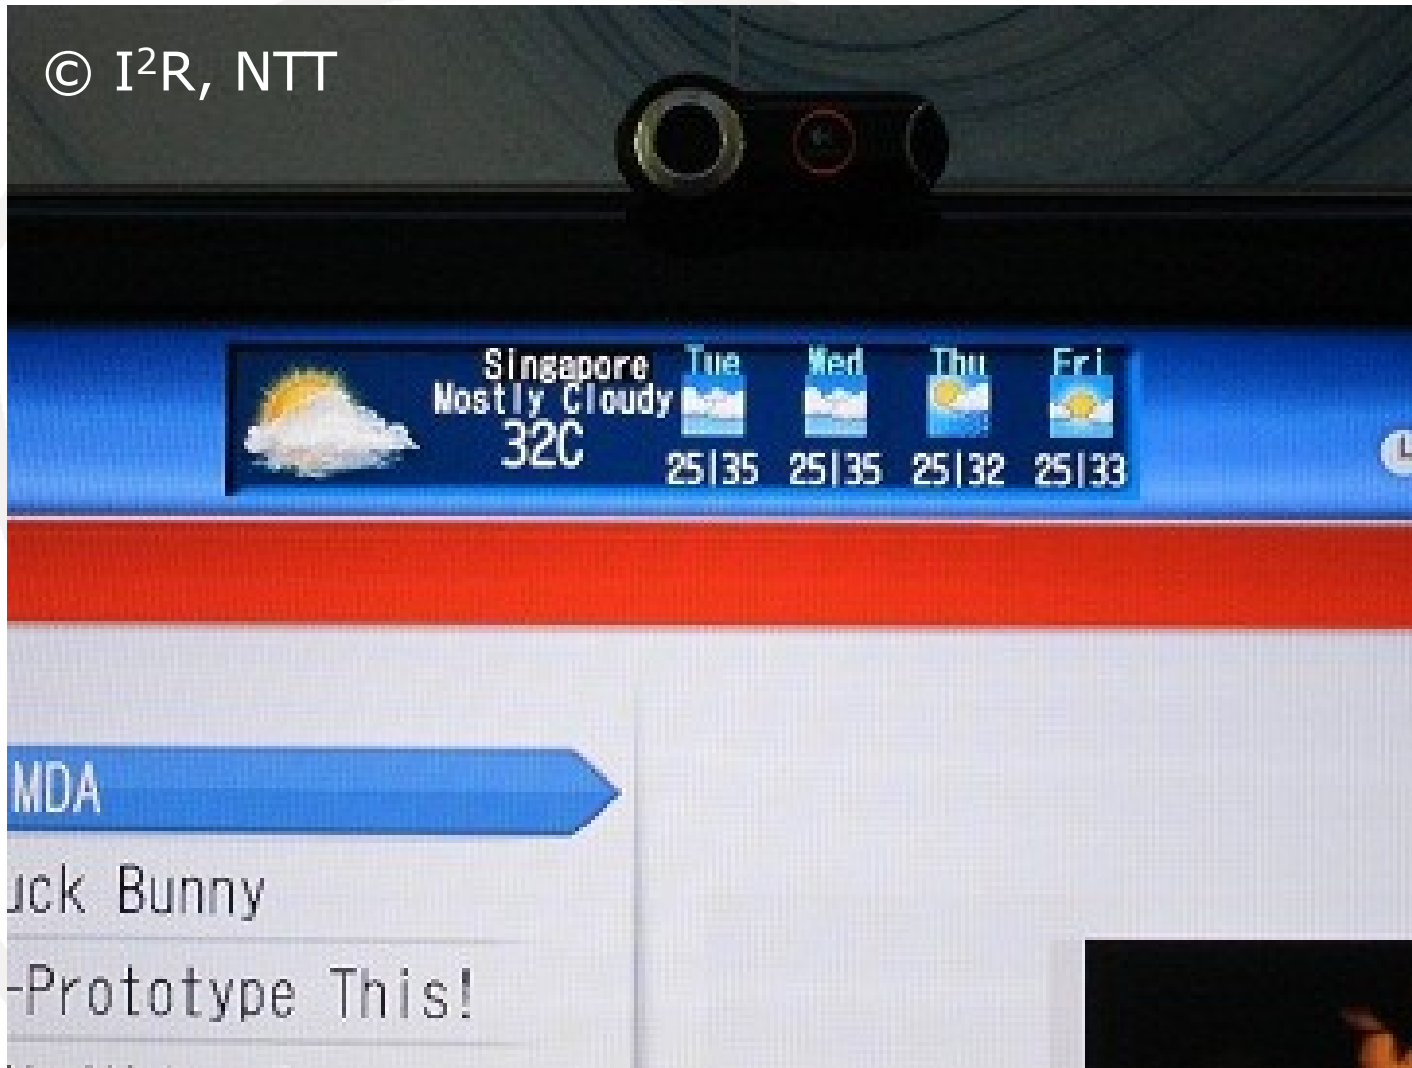 © I²R, NTT
Singapore
Mostly Cloudy
32C
Tue Wed Thu Fri
25|35 25|35 25|32 25|33
MDA
Bunny
-Prototype This!